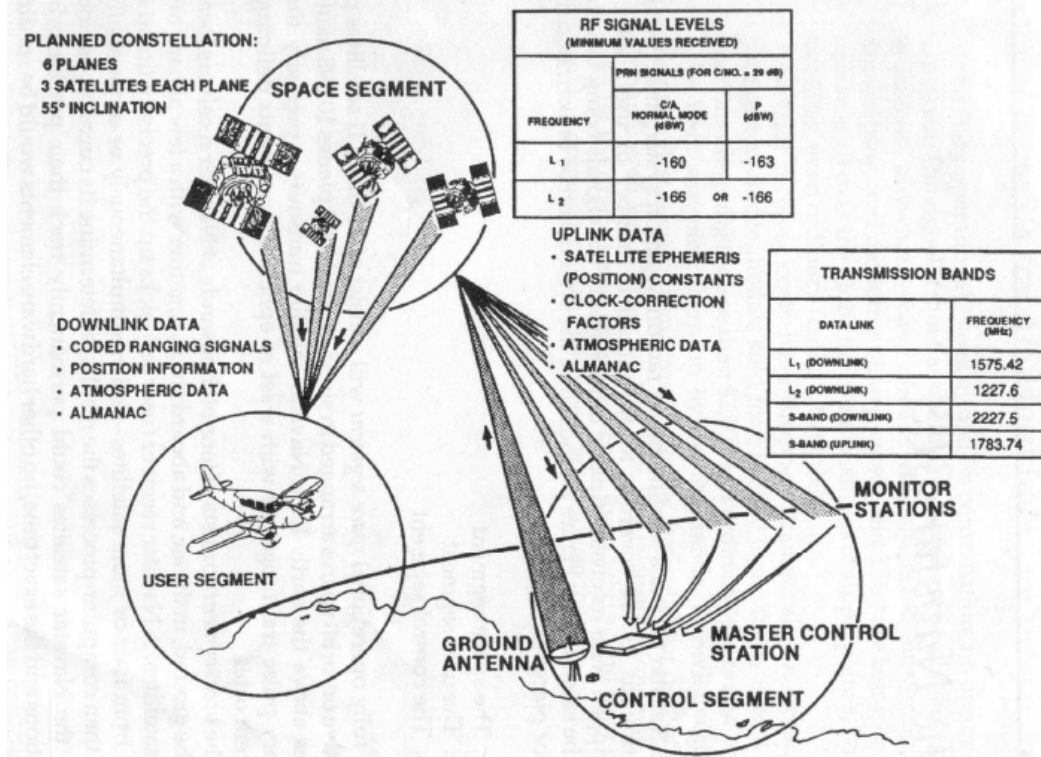 PLANNED CONSTELLATION:
6 PLANES
3 SATELLITES EACH PLANE
55° INCLINATION
SPACE SEGMENT
RF SIGNAL LEVELS
(MINIMUM VALUES RECEIVED)
PRN SIGNALS (FOR C/NO. = 29 dB)
FREQUENCY
C/A,
NORMAL MODE
(dBW)
P
(dBW)
L1 -160 -163
L2 -166 OR -166
UPLINK DATA
• SATELLITE EPHEMERIS
(POSITION) CONSTANTS
• CLOCK-CORRECTION
FACTORS
• ATMOSPHERIC DATA
• ALMANAC
TRANSMISSION BANDS
DATA LINK
FREQUENCY
(MHz)
L1 (DOWNLINK) 1575.42
L2 (DOWNLINK) 1227.6
S-BAND (DOWNLINK) 2227.5
S-BAND (UPLINK) 1783.74
DOWNLINK DATA
• CODED RANGING SIGNALS
• POSITION INFORMATION
• ATMOSPHERIC DATA
• ALMANAC
USER SEGMENT
MONITOR
STATIONS
GROUND
ANTENNA
MASTER CONTROL
STATION
CONTROL SEGMENT